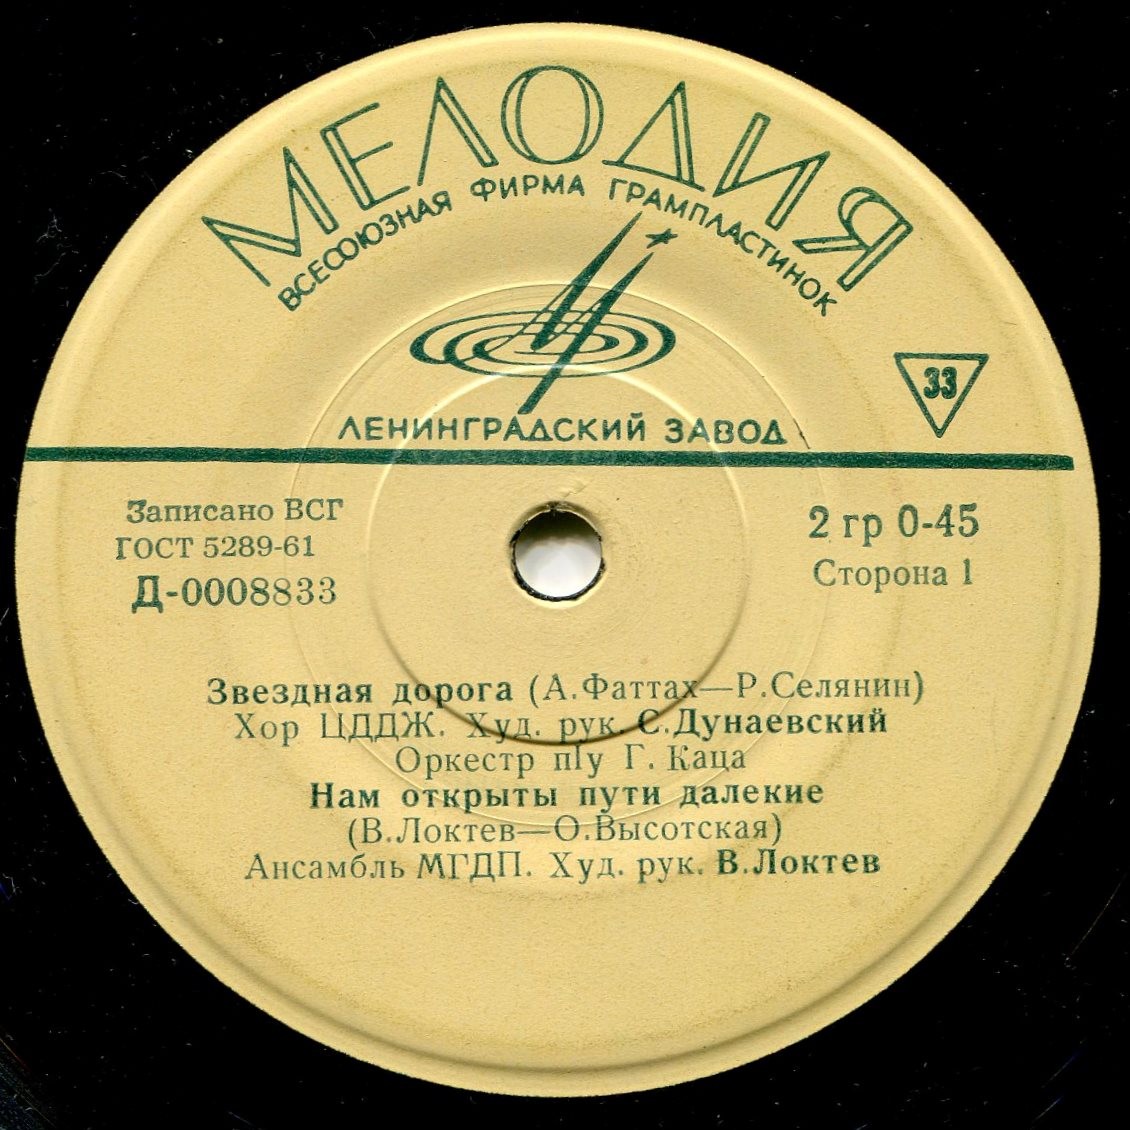 МЕЛОДИЯ
ВСЕСОЮЗНАЯ ФИРМА ГРАМПЛАСТИНОК
33
ЛЕНИНГРАДСКИЙ ЗАВОД
Записано ВСГ
ГОСТ 5289-61
Д-0008833
2 гр 0-45
Сторона 1
Звездная дорога (А.Фаттах—Р.Селянин)
Хор ЦДДЖ. Худ. рук. С.Дунаевский
Оркестр п/у Г. Каца
Нам открыты пути далекие
(В.Локтев—О.Высотская)
Ансамбль МГДП. Худ. рук. В.Локтев